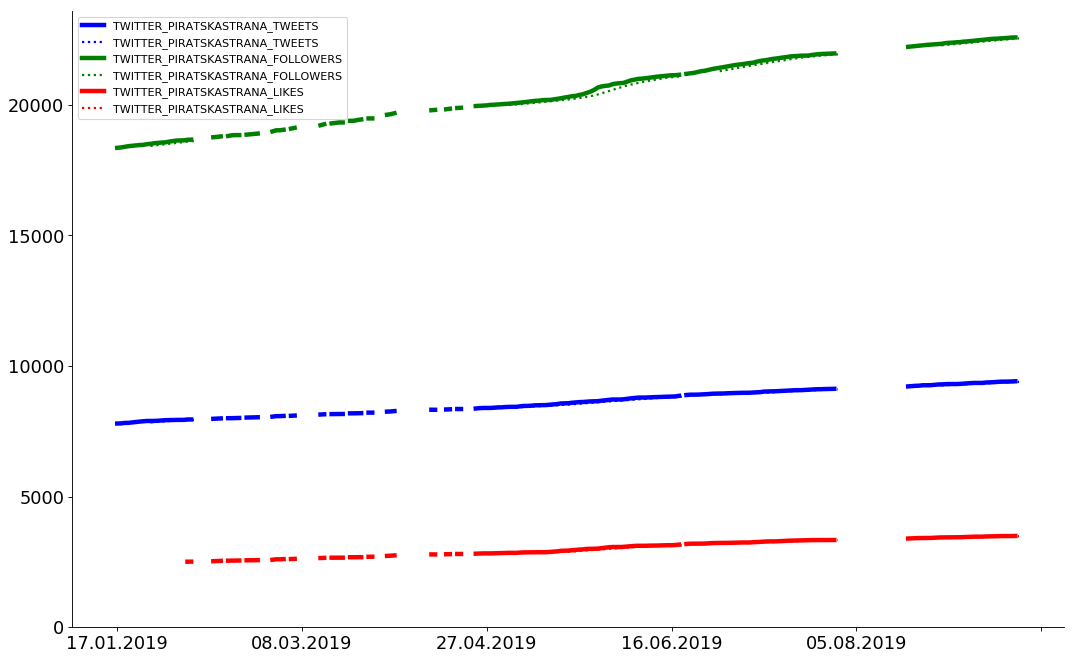 TWITTER_PIRATSKASTRANA_TWEETS
TWITTER_PIRATSKASTRANA_TWEETS
TWITTER_PIRATSKASTRANA_FOLLOWERS
TWITTER_PIRATSKASTRANA_FOLLOWERS
TWITTER_PIRATSKASTRANA_LIKES
TWITTER_PIRATSKASTRANA_LIKES
20000
15000
10000
5000
0
17.01.2019 08.03.2019 27.04.2019 16.06.2019 05.08.2019